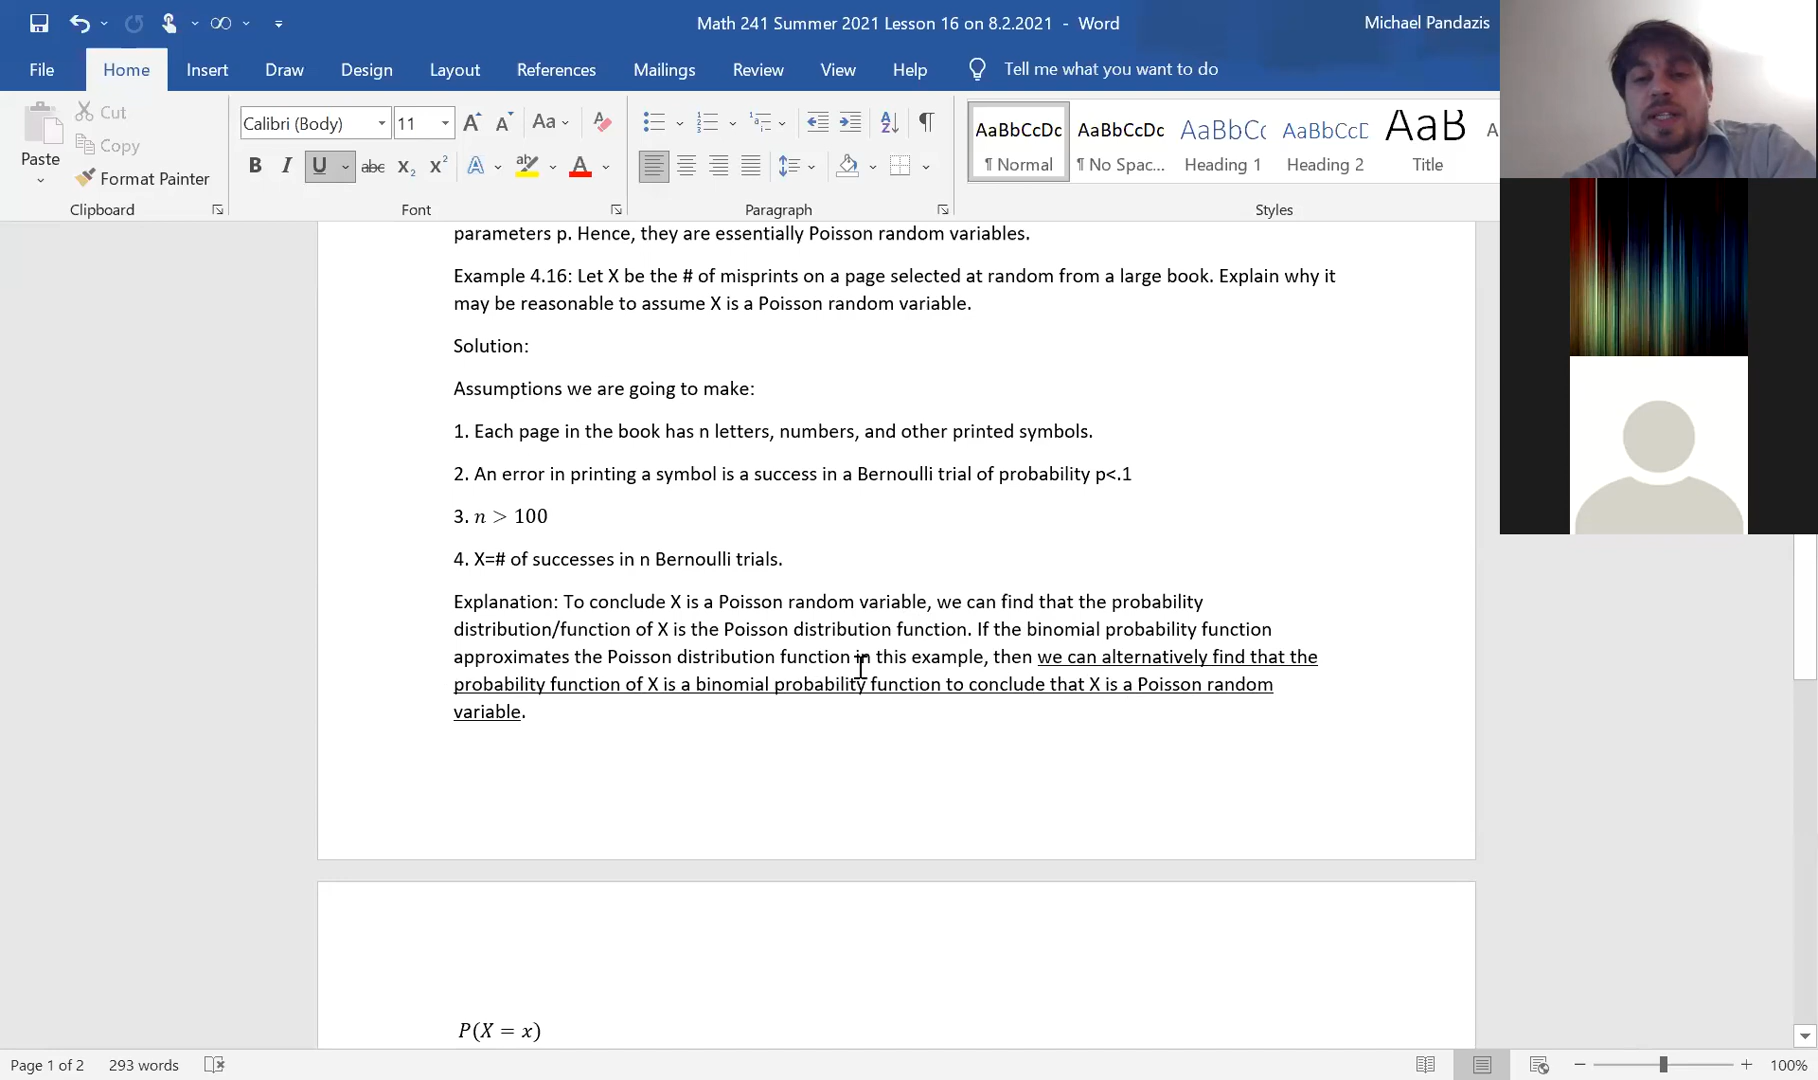 Math 241 Summer 2021 Lesson 16 on 8.2.2021 - Word
Michael Pandazis
File Home Insert Draw Design Layout References Mailings Review View Help Tell me what you want to do
Paste
Cut
Copy
Format Painter
Clipboard
Calibri (Body) 11
Aa
B I U abc X₂ X²
A
A
Font
Paragraph
AaBbCcDc AaBbCcDc AaBbCc AaBbCcD AaB
¶ Normal ¶ No Spac... Heading 1 Heading 2 Title
Styles
parameters p. Hence, they are essentially Poisson random variables.
Example 4.16: Let X be the # of misprints on a page selected at random from a large book. Explain why it
may be reasonable to assume X is a Poisson random variable.
Solution:
Assumptions we are going to make:
1. Each page in the book has n letters, numbers, and other printed symbols.
2. An error in printing a symbol is a success in a Bernoulli trial of probability p<.1
3. n > 100
4. X=# of successes in n Bernoulli trials.
Explanation: To conclude X is a Poisson random variable, we can find that the probability
distribution/function of X is the Poisson distribution function. If the binomial probability function
approximates the Poisson distribution function in this example, then we can alternatively find that the
probability function of X is a binomial probability function to conclude that X is a Poisson random
variable.
P(X = x)
Page 1 of 2 293 words
100%